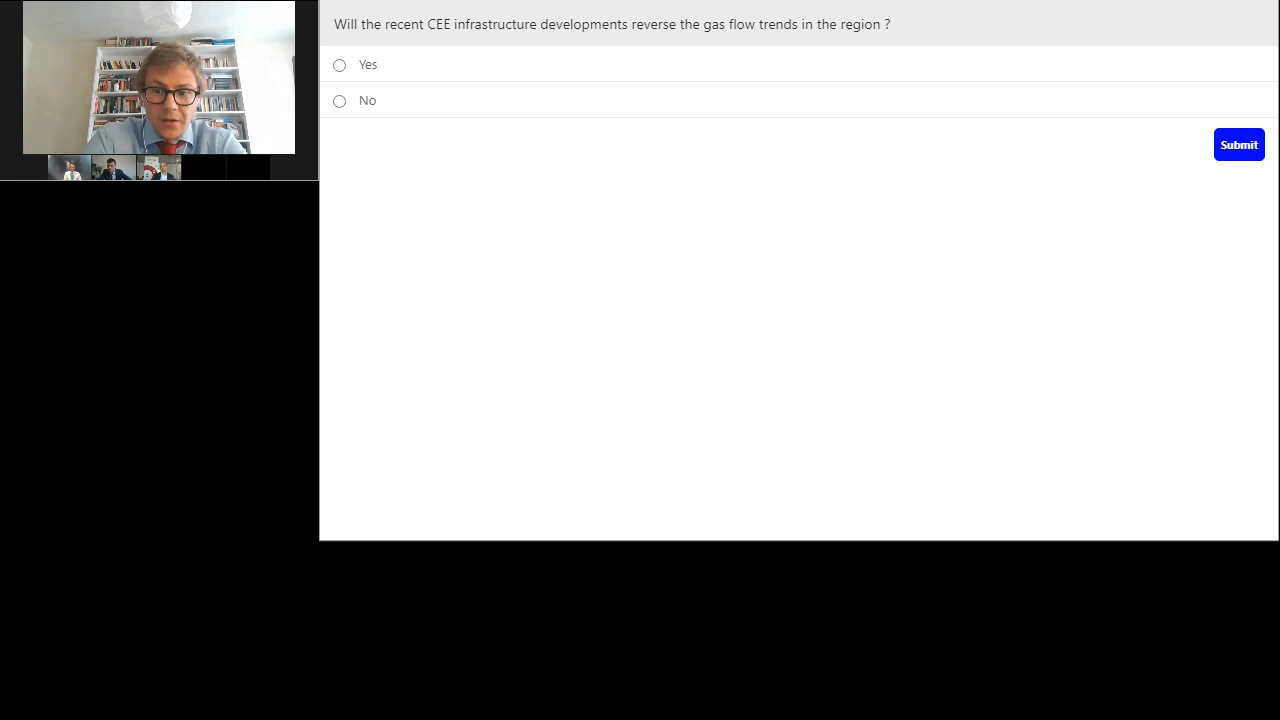 Will the recent CEE infrastructure developments reverse the gas flow trends in the region ?
Yes
No
Submit